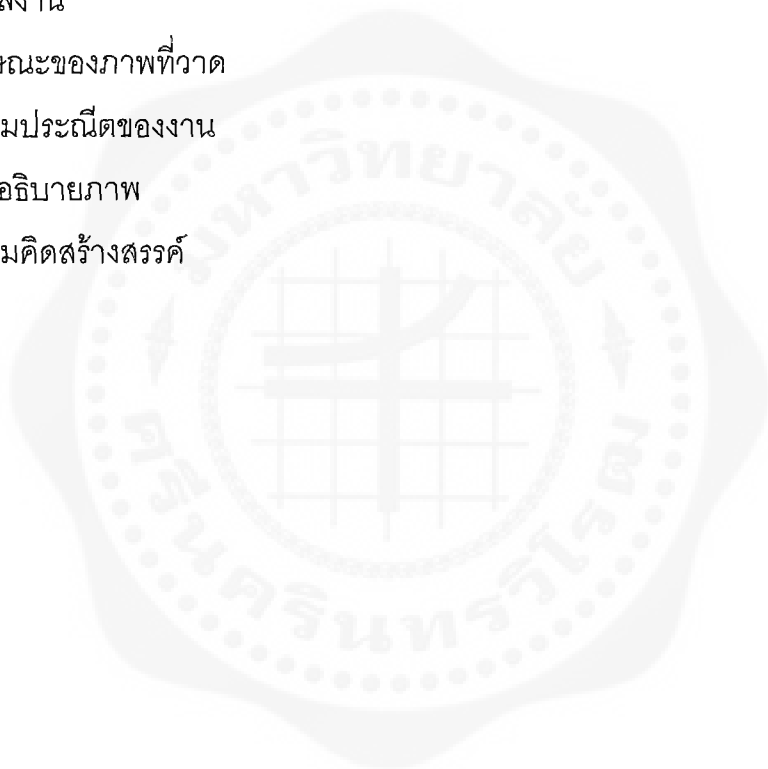 ณะของภาพที่วาด
มประณีตของงาน
อธิบายภาพ
มคิดสร้างสรรค์
มหาวิทยาลัย
ศรีนครินทรวิโรฒ